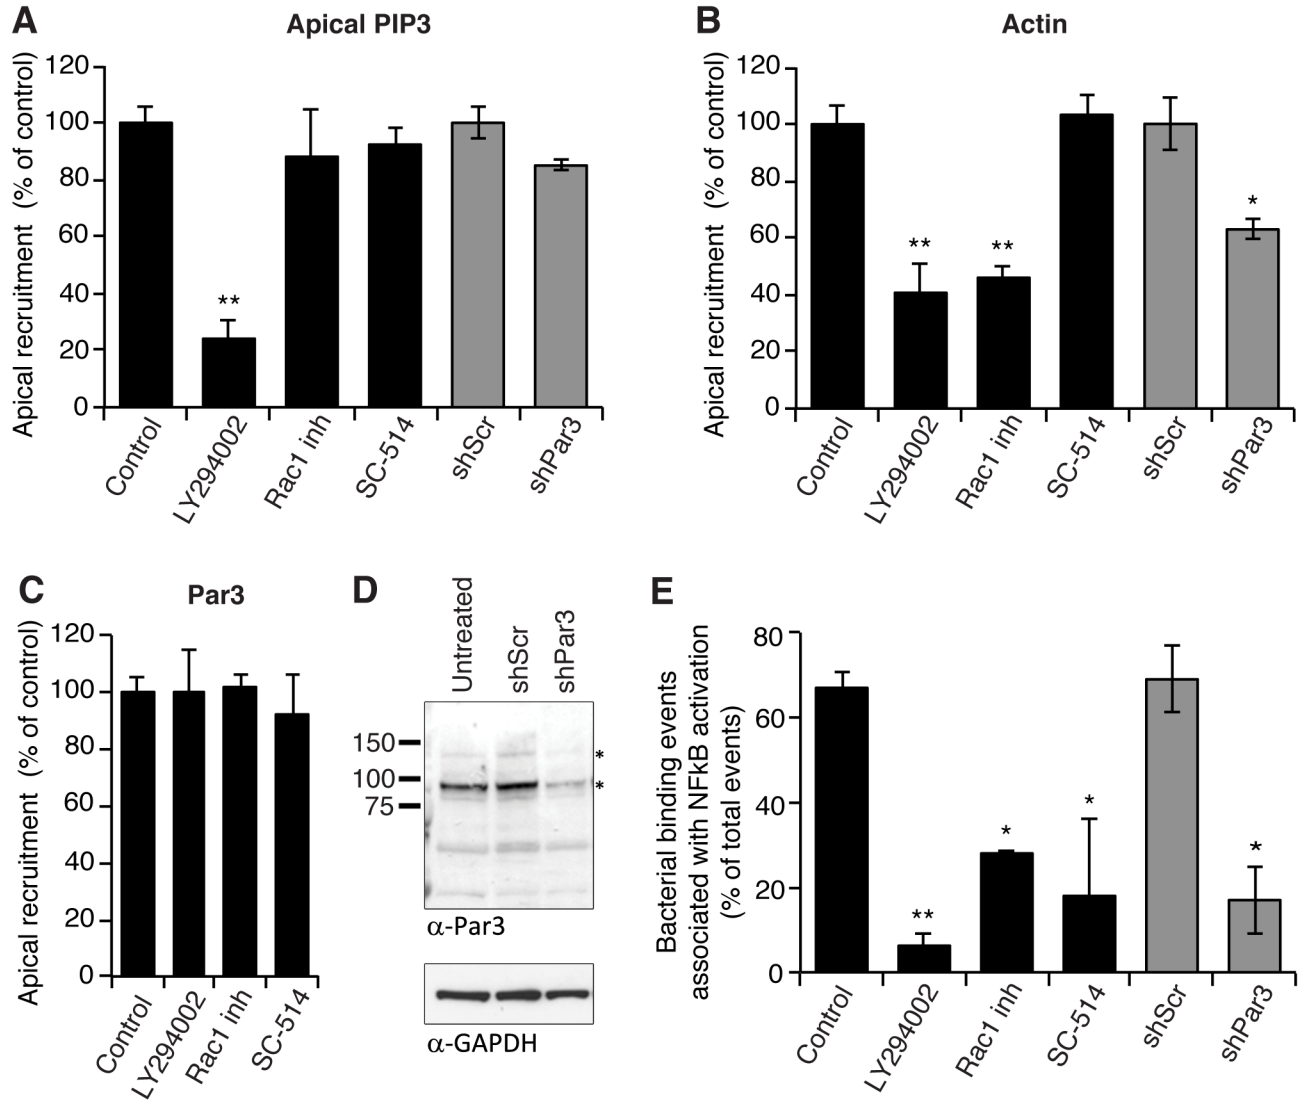 A
Apical PIP3
Apical recruitment (% of control)
120
100
80
60
40
20
0
**
Control
LY294002
Rac1 inh
SC-514
shScr
shPar3
B
Actin
Apical recruitment (% of control)
120
100
80
60
40
20
0
**
**
*
Control
LY294002
Rac1 inh
SC-514
shScr
shPar3
C
Par3
Apical recruitment (% of control)
120
100
80
60
40
20
0
Control
LY294002
Rac1 inh
SC-514
D
Untreated
shScr
shPar3
150
100
75
*
*
α-Par3
α-GAPDH
E
Bacterial binding events
associated with NFkB activation
(% of total events)
80
60
40
20
0
**
*
*
*
Control
LY294002
Rac1 inh
SC-514
shScr
shPar3